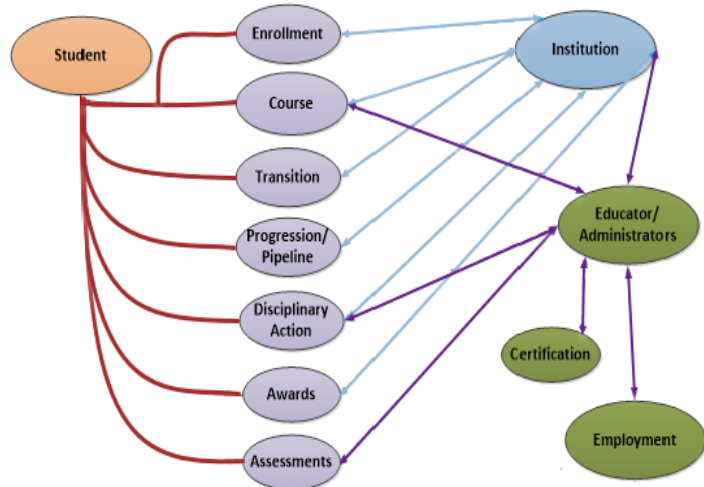 Enrollment
Student
Institution
Course
Transition
Educator/
Administrators
Progression/
Pipeline
Disciplinary
Action
Certification
Awards
Employment
Assessments